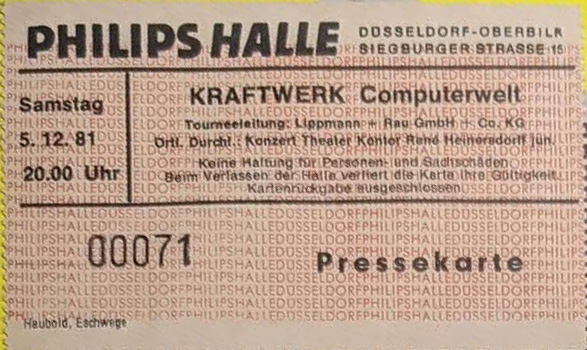 PHILIPS HALLE
DÜSSELDORF-OBERBILK
SIEGBURGER STRASSE 15
Samstag
5. 12. 81
20.00 Uhr
KRAFTWERK Computerwelt
Tourneeleitung: Lippmann + Rau GmbH + Co. KG
Örtl. Durchf.: Konzert Theater Kontor René Heinersdorff jun.
Keine Haftung für Personen- und Sachschäden
Beim Verlassen der Halle verliert die Karte ihre Gültigkeit.
Kartenrückgabe ausgeschlossen.
00071
Pressekarte
Haubold, Eschwege